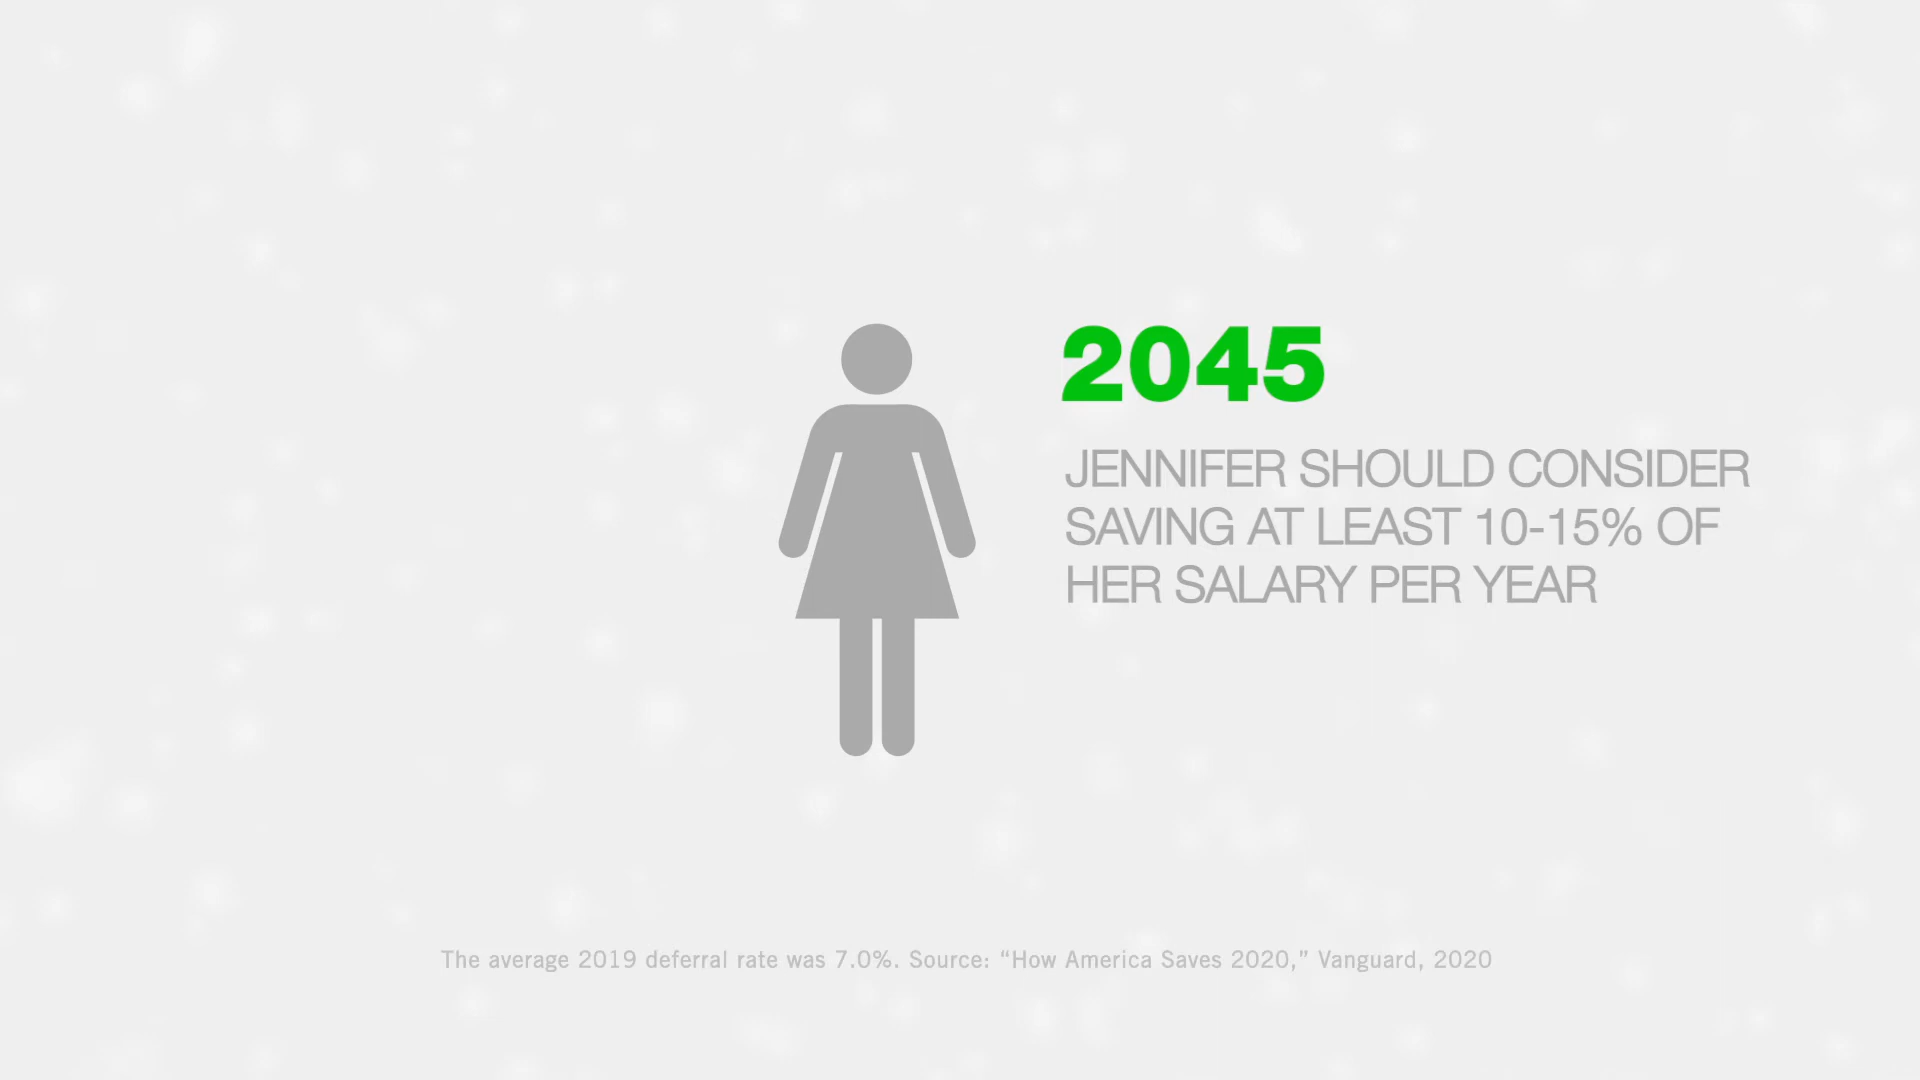 2045
JENNIFER SHOULD CONSIDER
SAVING AT LEAST 10-15% OF
HER SALARY PER YEAR
The average 2019 deferral rate was 7.0%. Source: “How America Saves 2020,” Vanguard, 2020